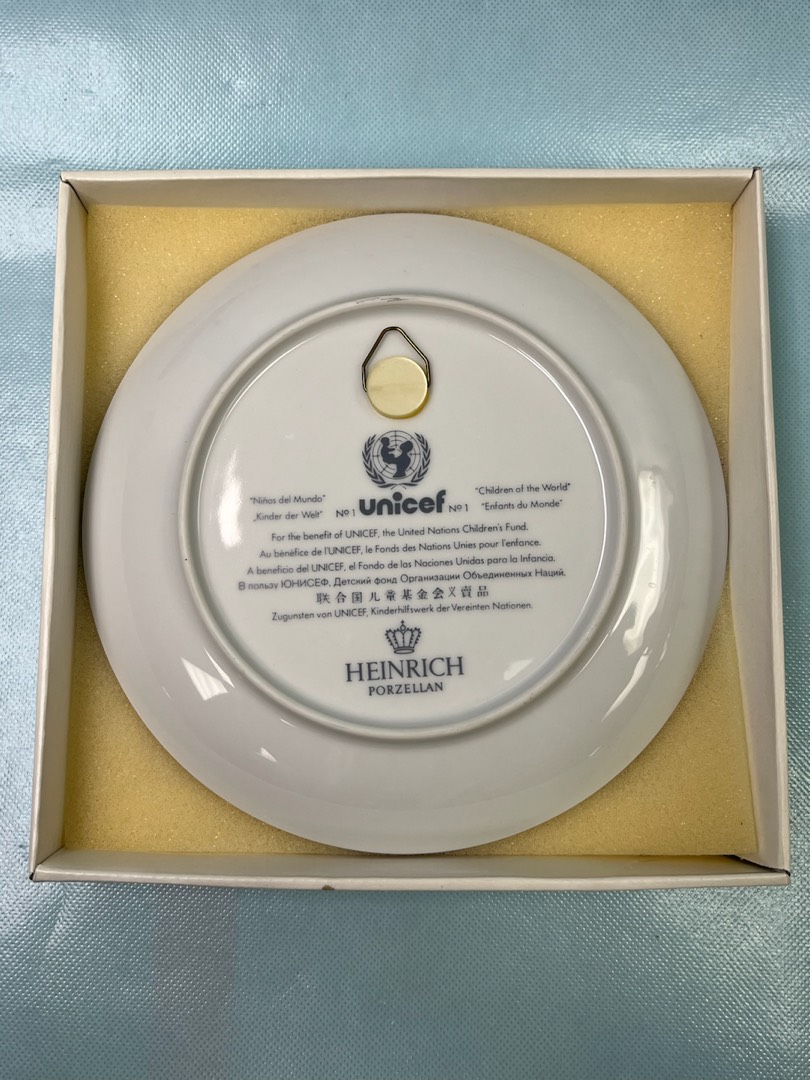 "Niños del Mundo" "Children of the World"
„Kinder der Welt" Nº 1 unicef Nº 1 "Enfants du Monde"
For the benefit of UNICEF, the United Nations Children's Fund.
Au bénéfice de l'UNICEF, le Fonds des Nations Unies pour l'enfance.
A beneficio del UNICEF, el Fondo de las Naciones Unidas para la Infancia.
В пользу ЮНИСЕФ, Детский фонд Организации Объединенных Наций.
联合国儿童基金会义賣品
Zugunsten von UNICEF, Kinderhilfswerk der Vereinten Nationen.
HEINRICH
PORZELLAN